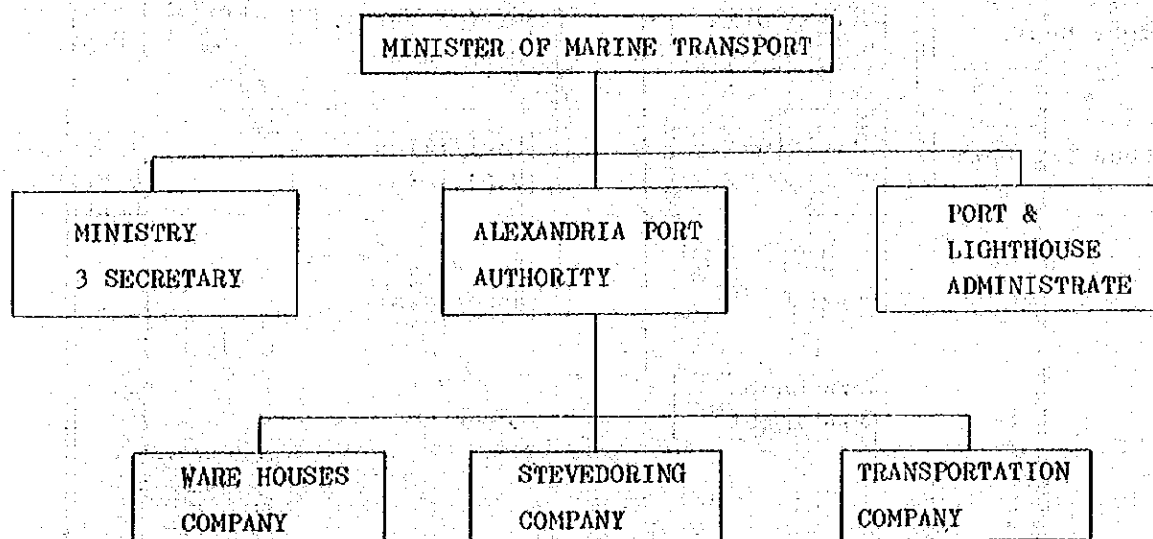 MINISTER OF MARINE TRANSPORT
MINISTRY
3 SECRETARY
ALEXANDRIA PORT
AUTHORITY
PORT &
LIGHTHOUSE
ADMINISTRATE
WARE HOUSES
COMPANY
STEVEDORING
COMPANY
TRANSPORTATION
COMPANY